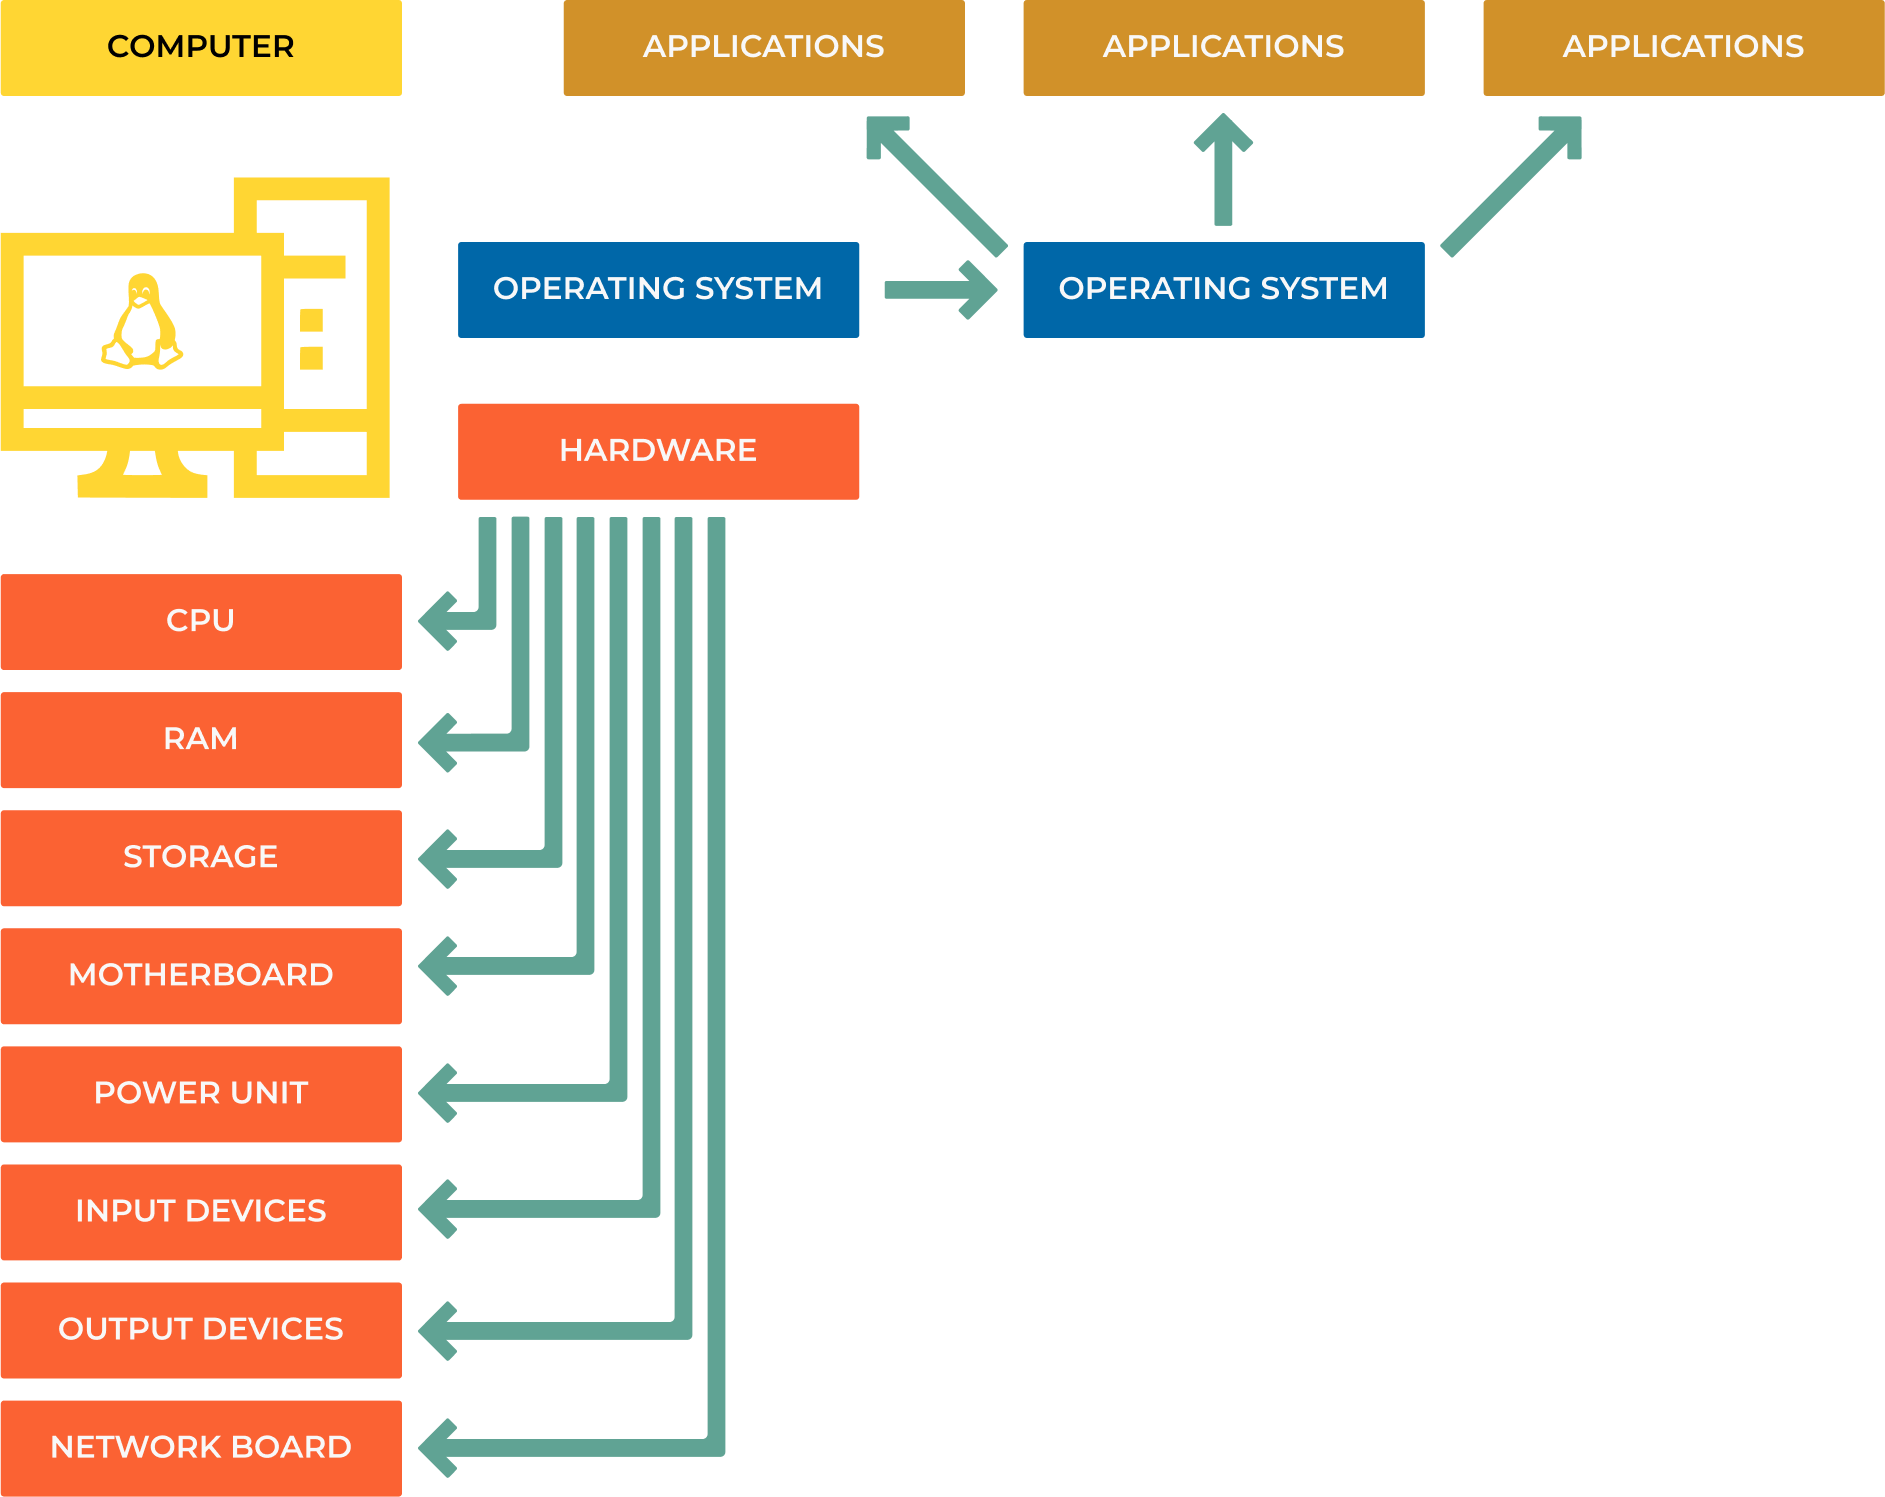 COMPUTER
APPLICATIONS
APPLICATIONS
APPLICATIONS
OPERATING SYSTEM
OPERATING SYSTEM
HARDWARE
CPU
RAM
STORAGE
MOTHERBOARD
POWER UNIT
INPUT DEVICES
OUTPUT DEVICES
NETWORK BOARD